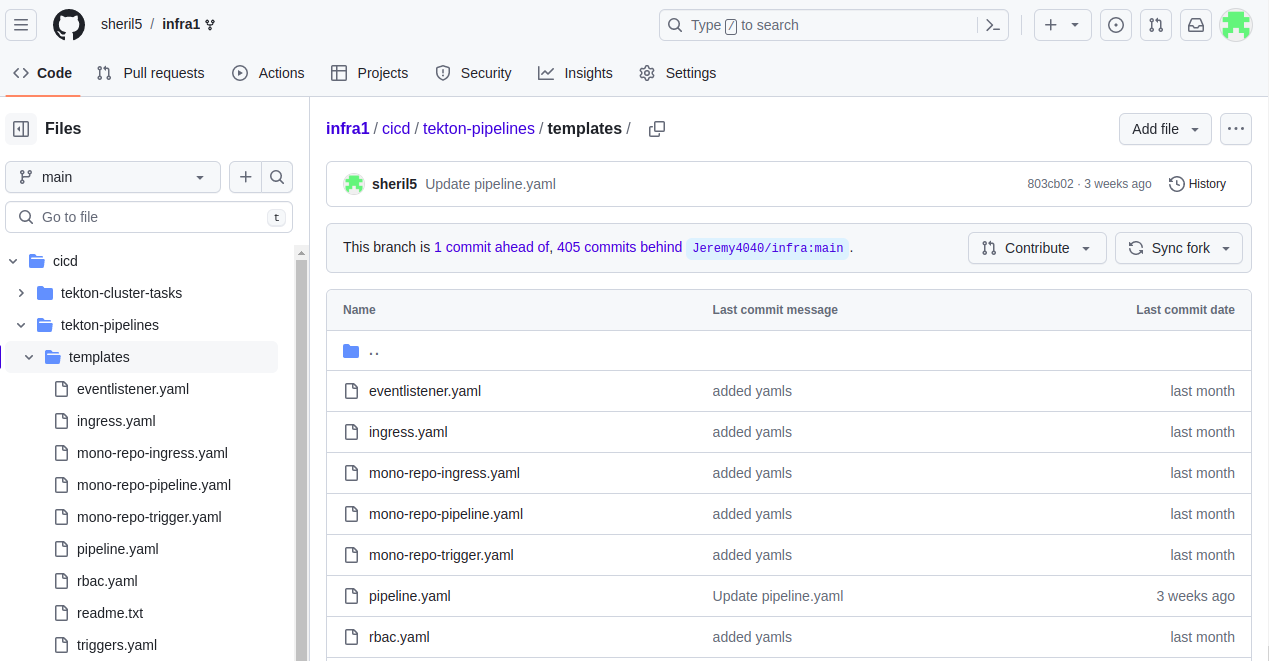 sheril5 / infra1
Type / to search
Code Pull requests Actions Projects Security Insights Settings
Files
main
Go to file t
cicd
tekton-cluster-tasks
tekton-pipelines
templates
eventlistener.yaml
ingress.yaml
mono-repo-ingress.yaml
mono-repo-pipeline.yaml
mono-repo-trigger.yaml
pipeline.yaml
rbac.yaml
readme.txt
triggers.yaml
infra1 / cicd / tekton-pipelines / templates /
Add file
sheril5 Update pipeline.yaml 803cb02 · 3 weeks ago History
This branch is 1 commit ahead of, 405 commits behind Jeremy4040/infra:main .
Contribute Sync fork
Name Last commit message Last commit date
..
eventlistener.yaml added yamls last month
ingress.yaml added yamls last month
mono-repo-ingress.yaml added yamls last month
mono-repo-pipeline.yaml added yamls last month
mono-repo-trigger.yaml added yamls last month
pipeline.yaml Update pipeline.yaml 3 weeks ago
rbac.yaml added yamls last month